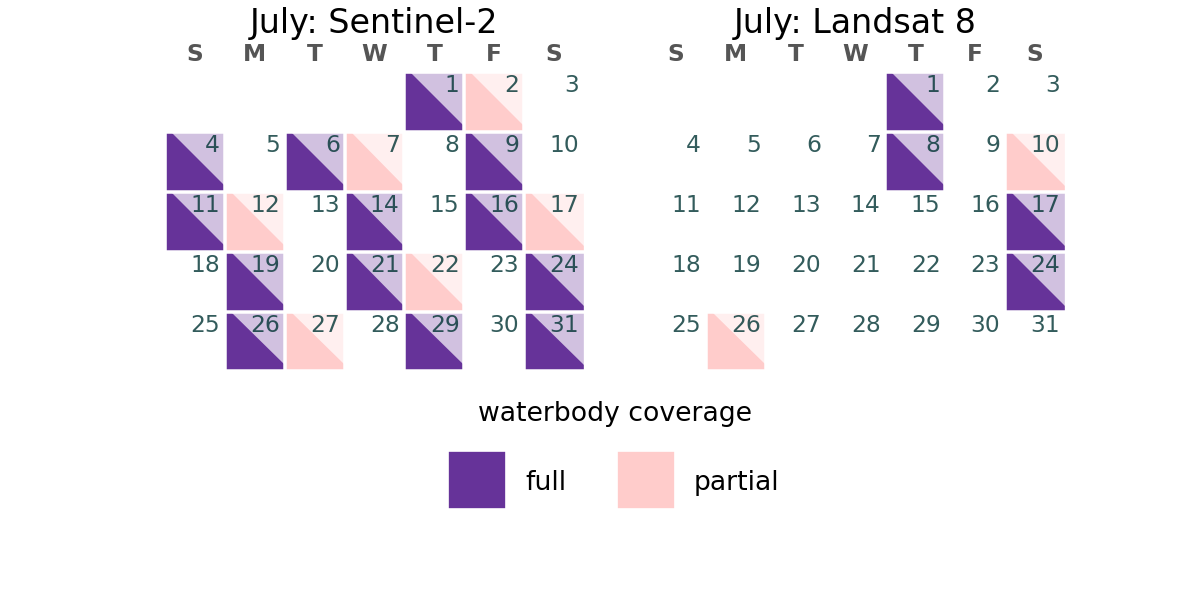 July: Sentinel-2
S M T W T F S
1 2 3
4 5 6 7 8 9 10
11 12 13 14 15 16 17
18 19 20 21 22 23 24
25 26 27 28 29 30 31
July: Landsat 8
S M T W T F S
1 2 3
4 5 6 7 8 9 10
11 12 13 14 15 16 17
18 19 20 21 22 23 24
25 26 27 28 29 30 31
waterbody coverage
full partial